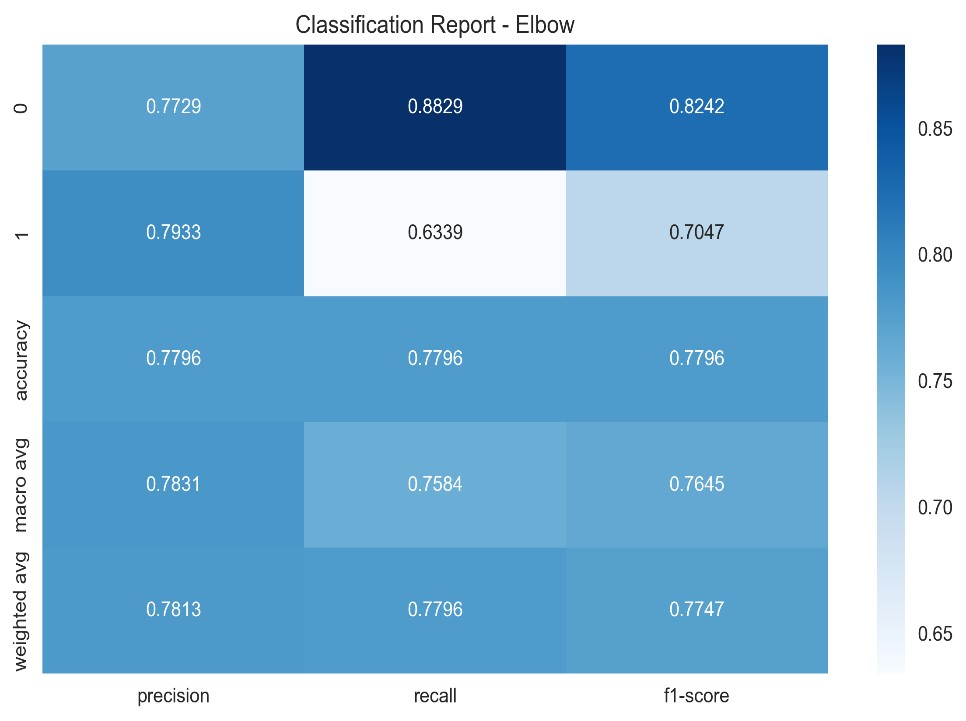 Classification Report - Elbow
0 0.7729 0.8829 0.8242
1 0.7933 0.6339 0.7047
accuracy 0.7796 0.7796 0.7796
macro avg 0.7831 0.7584 0.7645
weighted avg 0.7813 0.7796 0.7747
precision recall f1-score
0.85
0.80
0.75
0.70
0.65